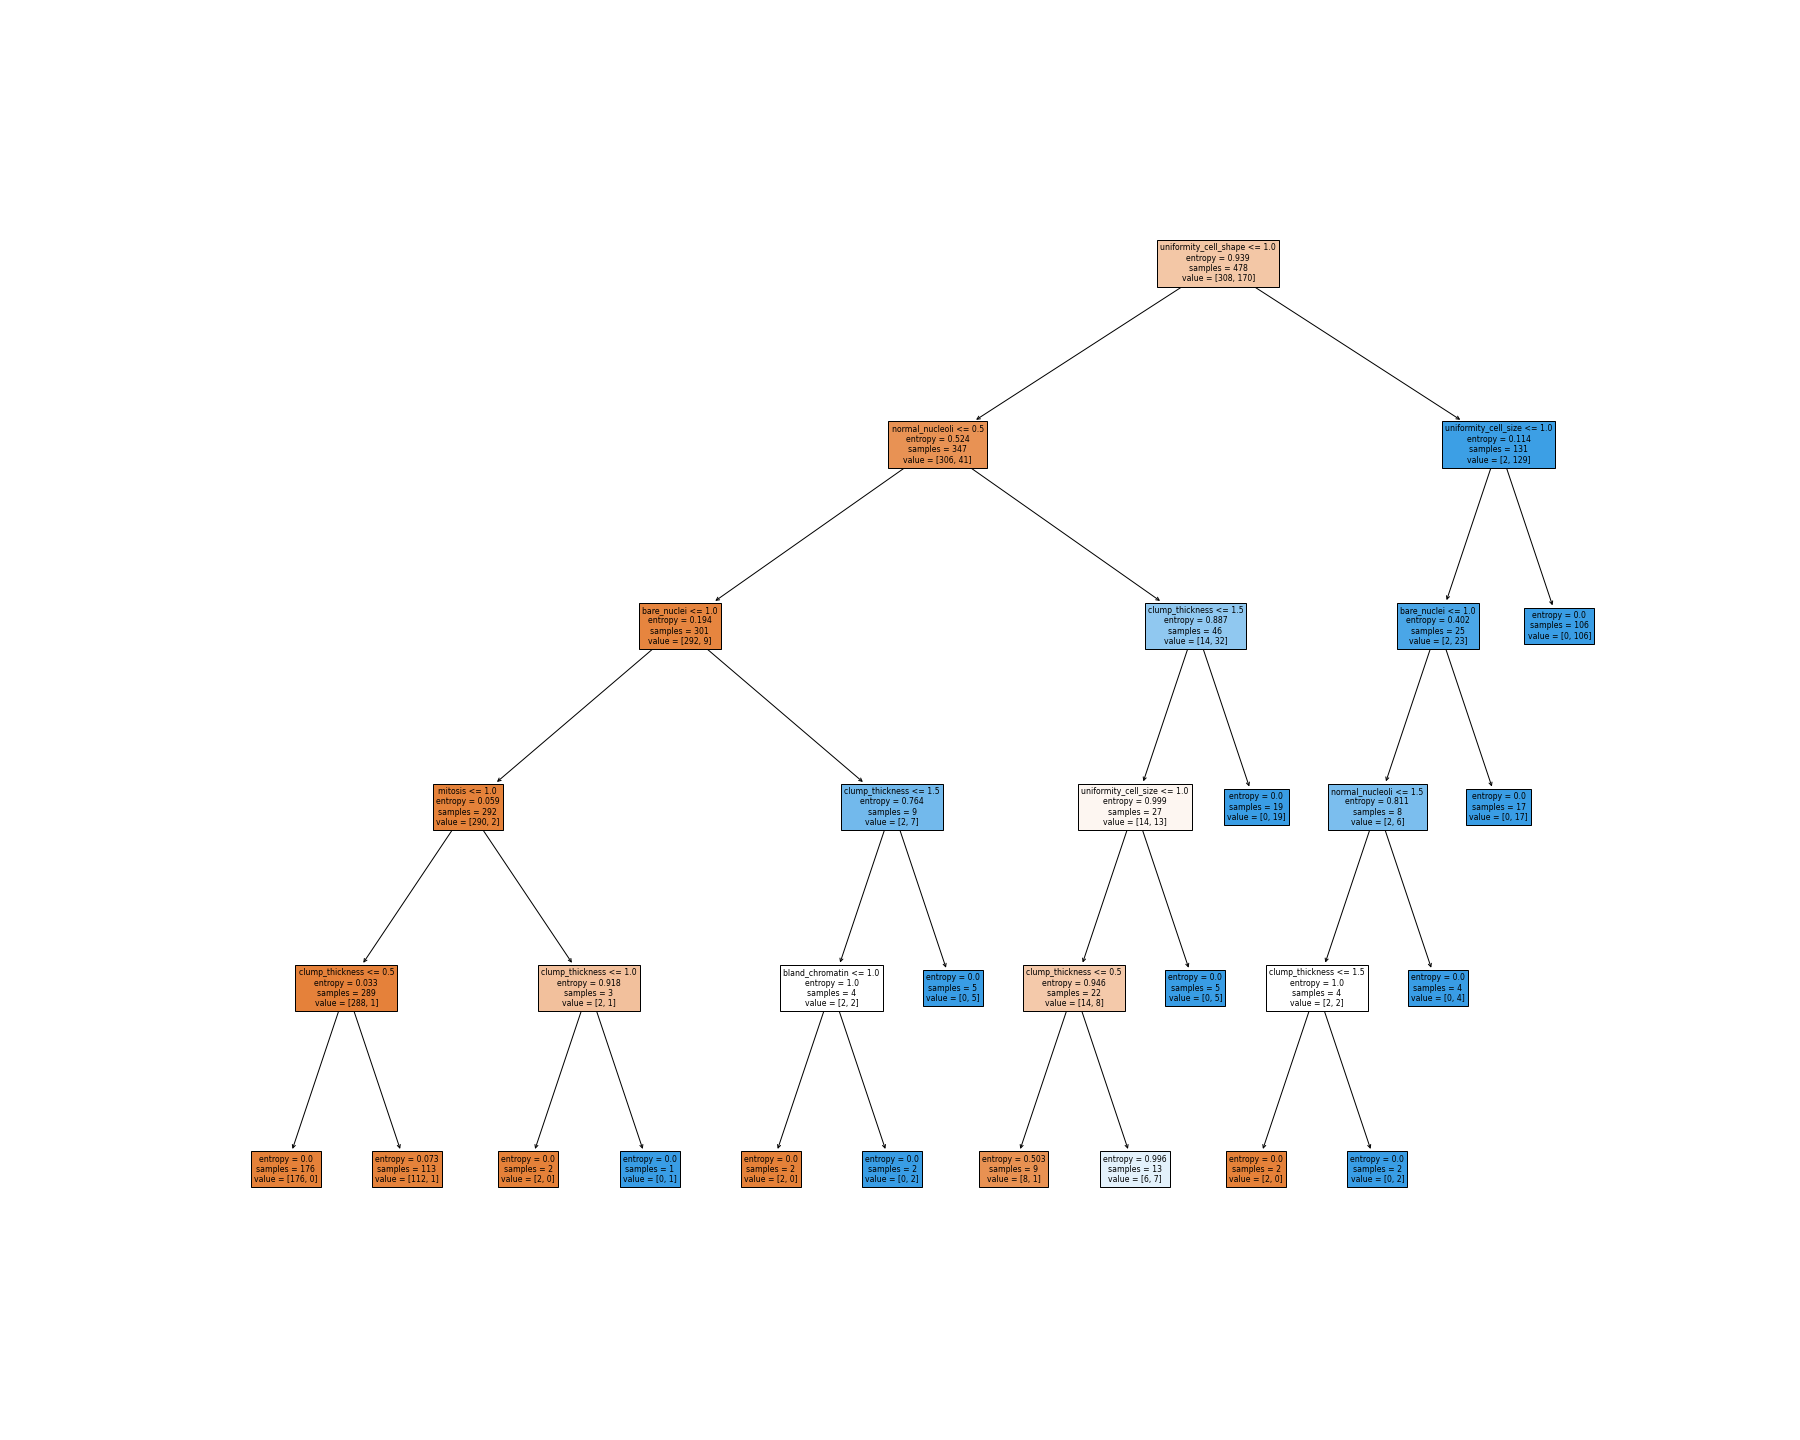 uniformity_cell_shape <= 1.0
entropy = 0.939
samples = 478
value = [308, 170]
normal_nucleoli <= 0.5
entropy = 0.524
samples = 347
value = [306, 41]
uniformity_cell_size <= 1.0
entropy = 0.114
samples = 131
value = [2, 129]
bare_nuclei <= 1.0
entropy = 0.194
samples = 301
value = [292, 9]
clump_thickness <= 1.5
entropy = 0.887
samples = 46
value = [14, 32]
bare_nuclei <= 1.0
entropy = 0.402
samples = 25
value = [2, 23]
entropy = 0.0
samples = 106
value = [0, 106]
mitosis <= 1.0
entropy = 0.059
samples = 292
value = [290, 2]
clump_thickness <= 1.5
entropy = 0.764
samples = 9
value = [2, 7]
uniformity_cell_size <= 1.0
entropy = 0.999
samples = 27
value = [14, 13]
entropy = 0.0
samples = 19
value = [0, 19]
normal_nucleoli <= 1.5
entropy = 0.811
samples = 8
value = [2, 6]
entropy = 0.0
samples = 17
value = [0, 17]
clump_thickness <= 0.5
entropy = 0.033
samples = 289
value = [288, 1]
clump_thickness <= 1.0
entropy = 0.918
samples = 3
value = [2, 1]
bland_chromatin <= 1.0
entropy = 1.0
samples = 4
value = [2, 2]
entropy = 0.0
samples = 5
value = [0, 5]
clump_thickness <= 0.5
entropy = 0.946
samples = 22
value = [14, 8]
entropy = 0.0
samples = 5
value = [0, 5]
clump_thickness <= 1.5
entropy = 1.0
samples = 4
value = [2, 2]
entropy = 0.0
samples = 4
value = [0, 4]
entropy = 0.0
samples = 176
value = [176, 0]
entropy = 0.073
samples = 113
value = [112, 1]
entropy = 0.0
samples = 2
value = [2, 0]
entropy = 0.0
samples = 1
value = [0, 1]
entropy = 0.0
samples = 2
value = [2, 0]
entropy = 0.0
samples = 2
value = [0, 2]
entropy = 0.503
samples = 9
value = [8, 1]
entropy = 0.996
samples = 13
value = [6, 7]
entropy = 0.0
samples = 2
value = [2, 0]
entropy = 0.0
samples = 2
value = [0, 2]